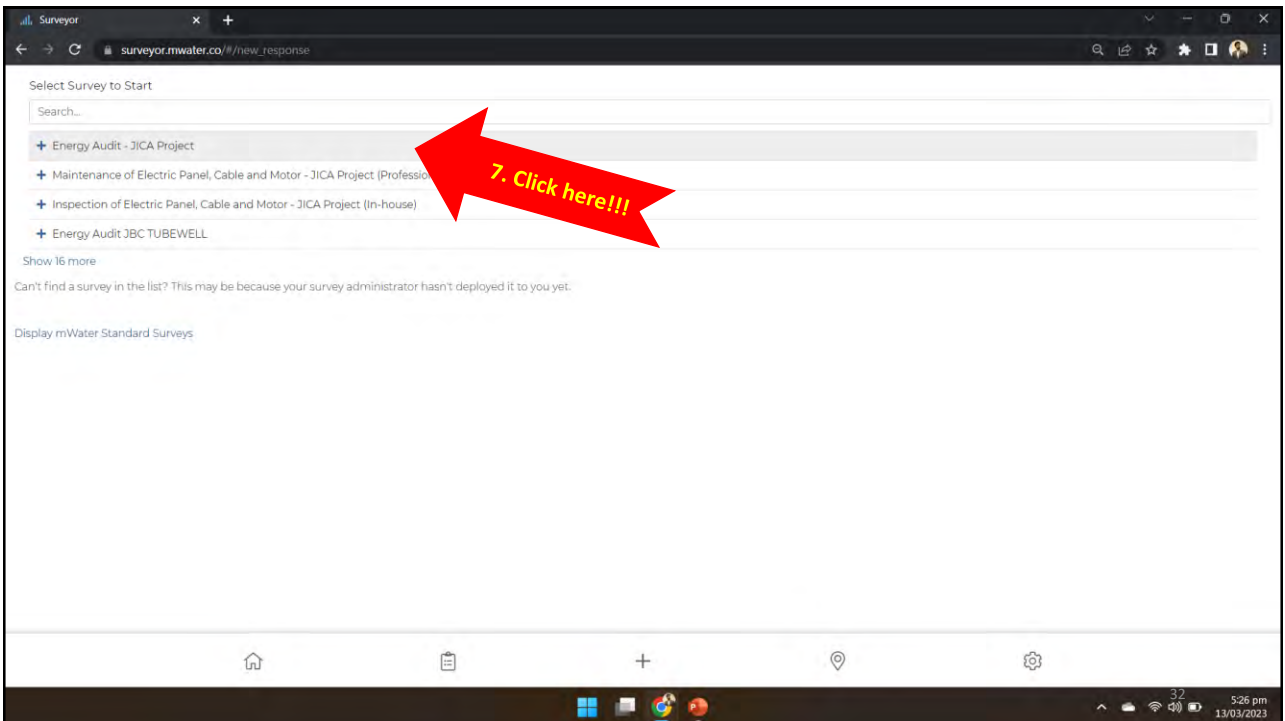 Surveyor
surveyor.mwater.co/#/new_response
Select Survey to Start
Search...
+ Energy Audit - JICA Project
+ Maintenance of Electric Panel, Cable and Motor - JICA Project (Professio
7. Click here!!!
+ Inspection of Electric Panel, Cable and Motor - JICA Project (In-house)
+ Energy Audit JBC TUBEWELL
Show 16 more
Can't find a survey in the list? This may be because your survey administrator hasn't deployed it to you yet.
Display mWater Standard Surveys
32
5:26 pm
13/03/2023